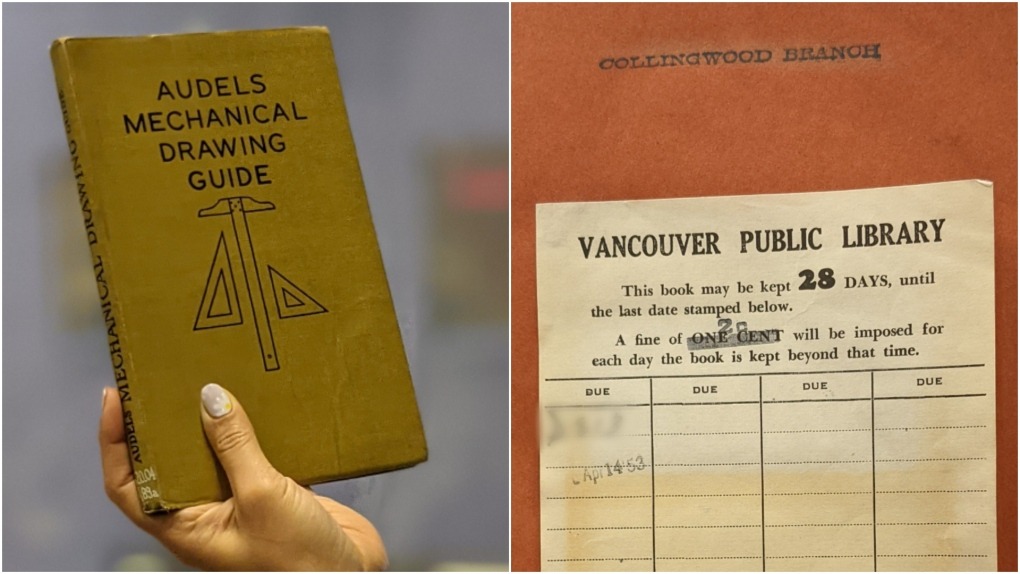 AUDELS
MECHANICAL
DRAWING
GUIDE
AUDELS MECHANICAL DRAWING GUIDE
COLLINGWOOD BRANCH
VANCOUVER PUBLIC LIBRARY
This book may be kept 28 DAYS, until
the last date stamped below.
2c
A fine of ONE CENT will be imposed for
each day the book is kept beyond that time.
DUE DUE DUE DUE
Apr 14 53